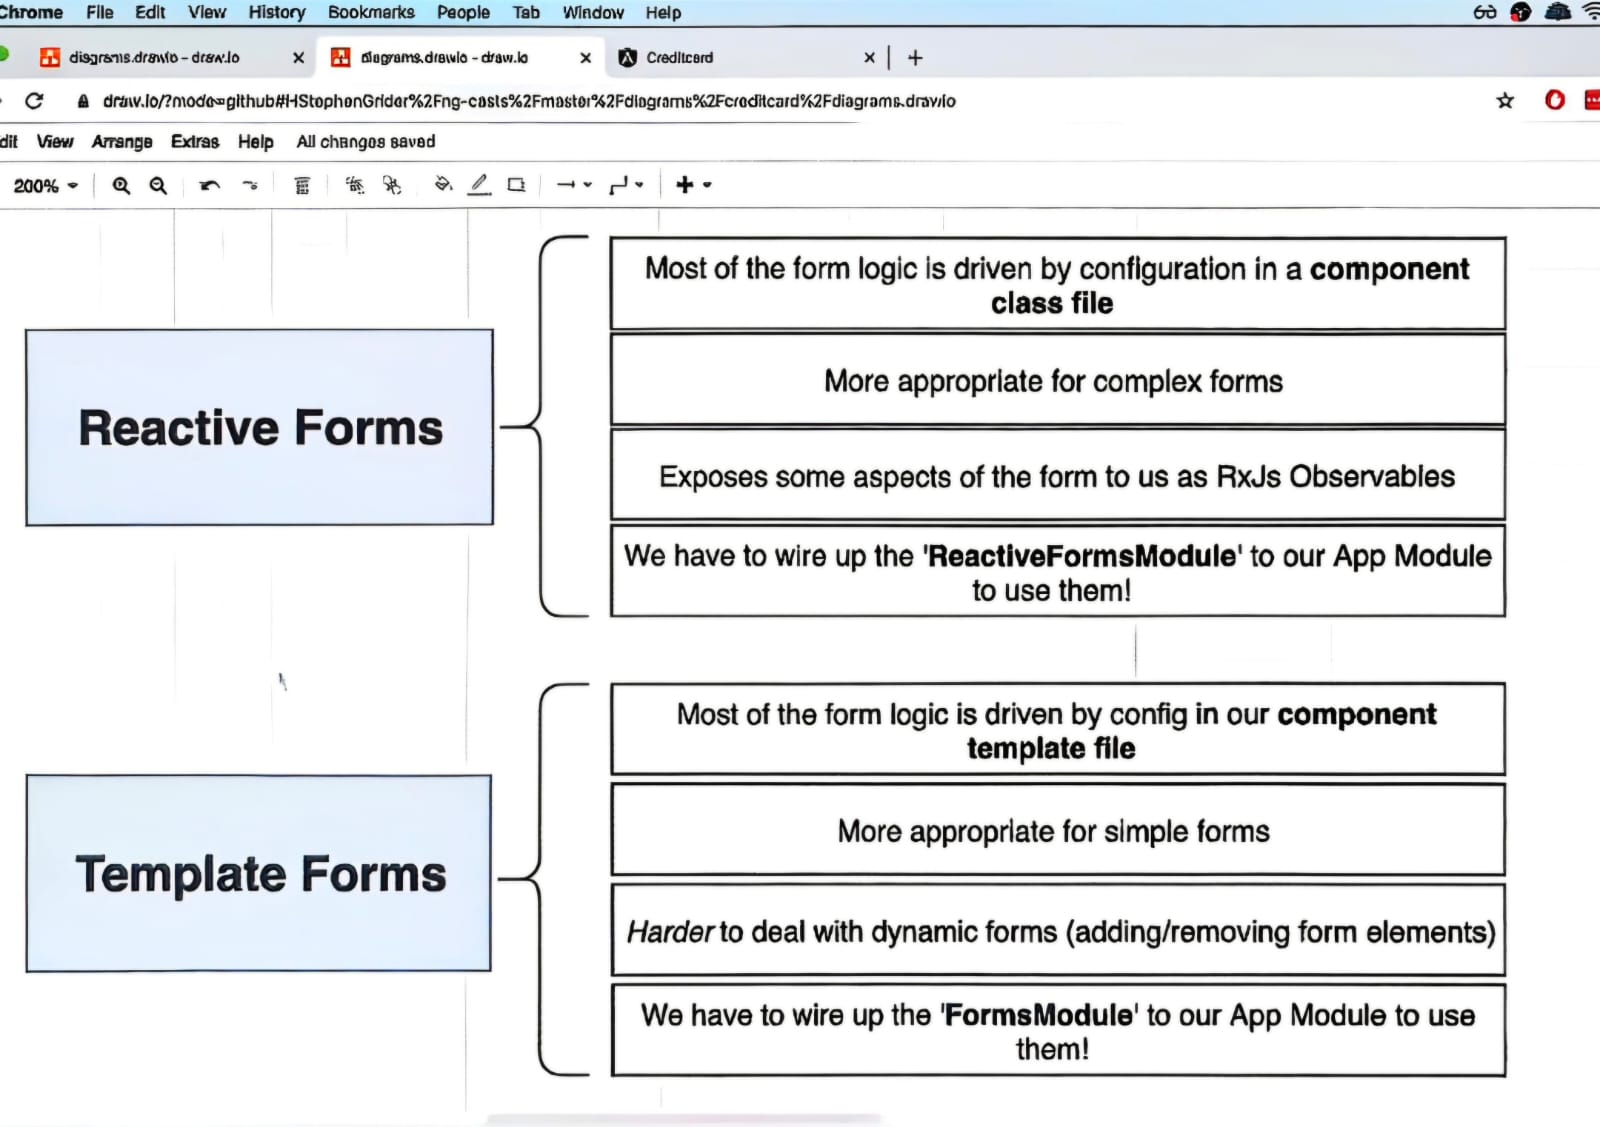 Chrome File Edit View History Bookmarks People Tab Window Help
diagrams.drawio - draw.io
diagrams.drawio - draw.io
Creditcard
draw.io/?mode=github#HStephenGrider%2Fng-casts%2Fmaster%2Fdiagrams%2Fcreditcard%2Fdiagrams.drawio
dit View Arrange Extras Help All changes saved
200%
Reactive Forms
Most of the form logic is driven by configuration in a component
class file
More appropriate for complex forms
Exposes some aspects of the form to us as RxJs Observables
We have to wire up the 'ReactiveFormsModule' to our App Module
to use them!
Template Forms
Most of the form logic is driven by config in our component
template file
More appropriate for simple forms
Harder to deal with dynamic forms (adding/removing form elements)
We have to wire up the 'FormsModule' to our App Module to use
them!